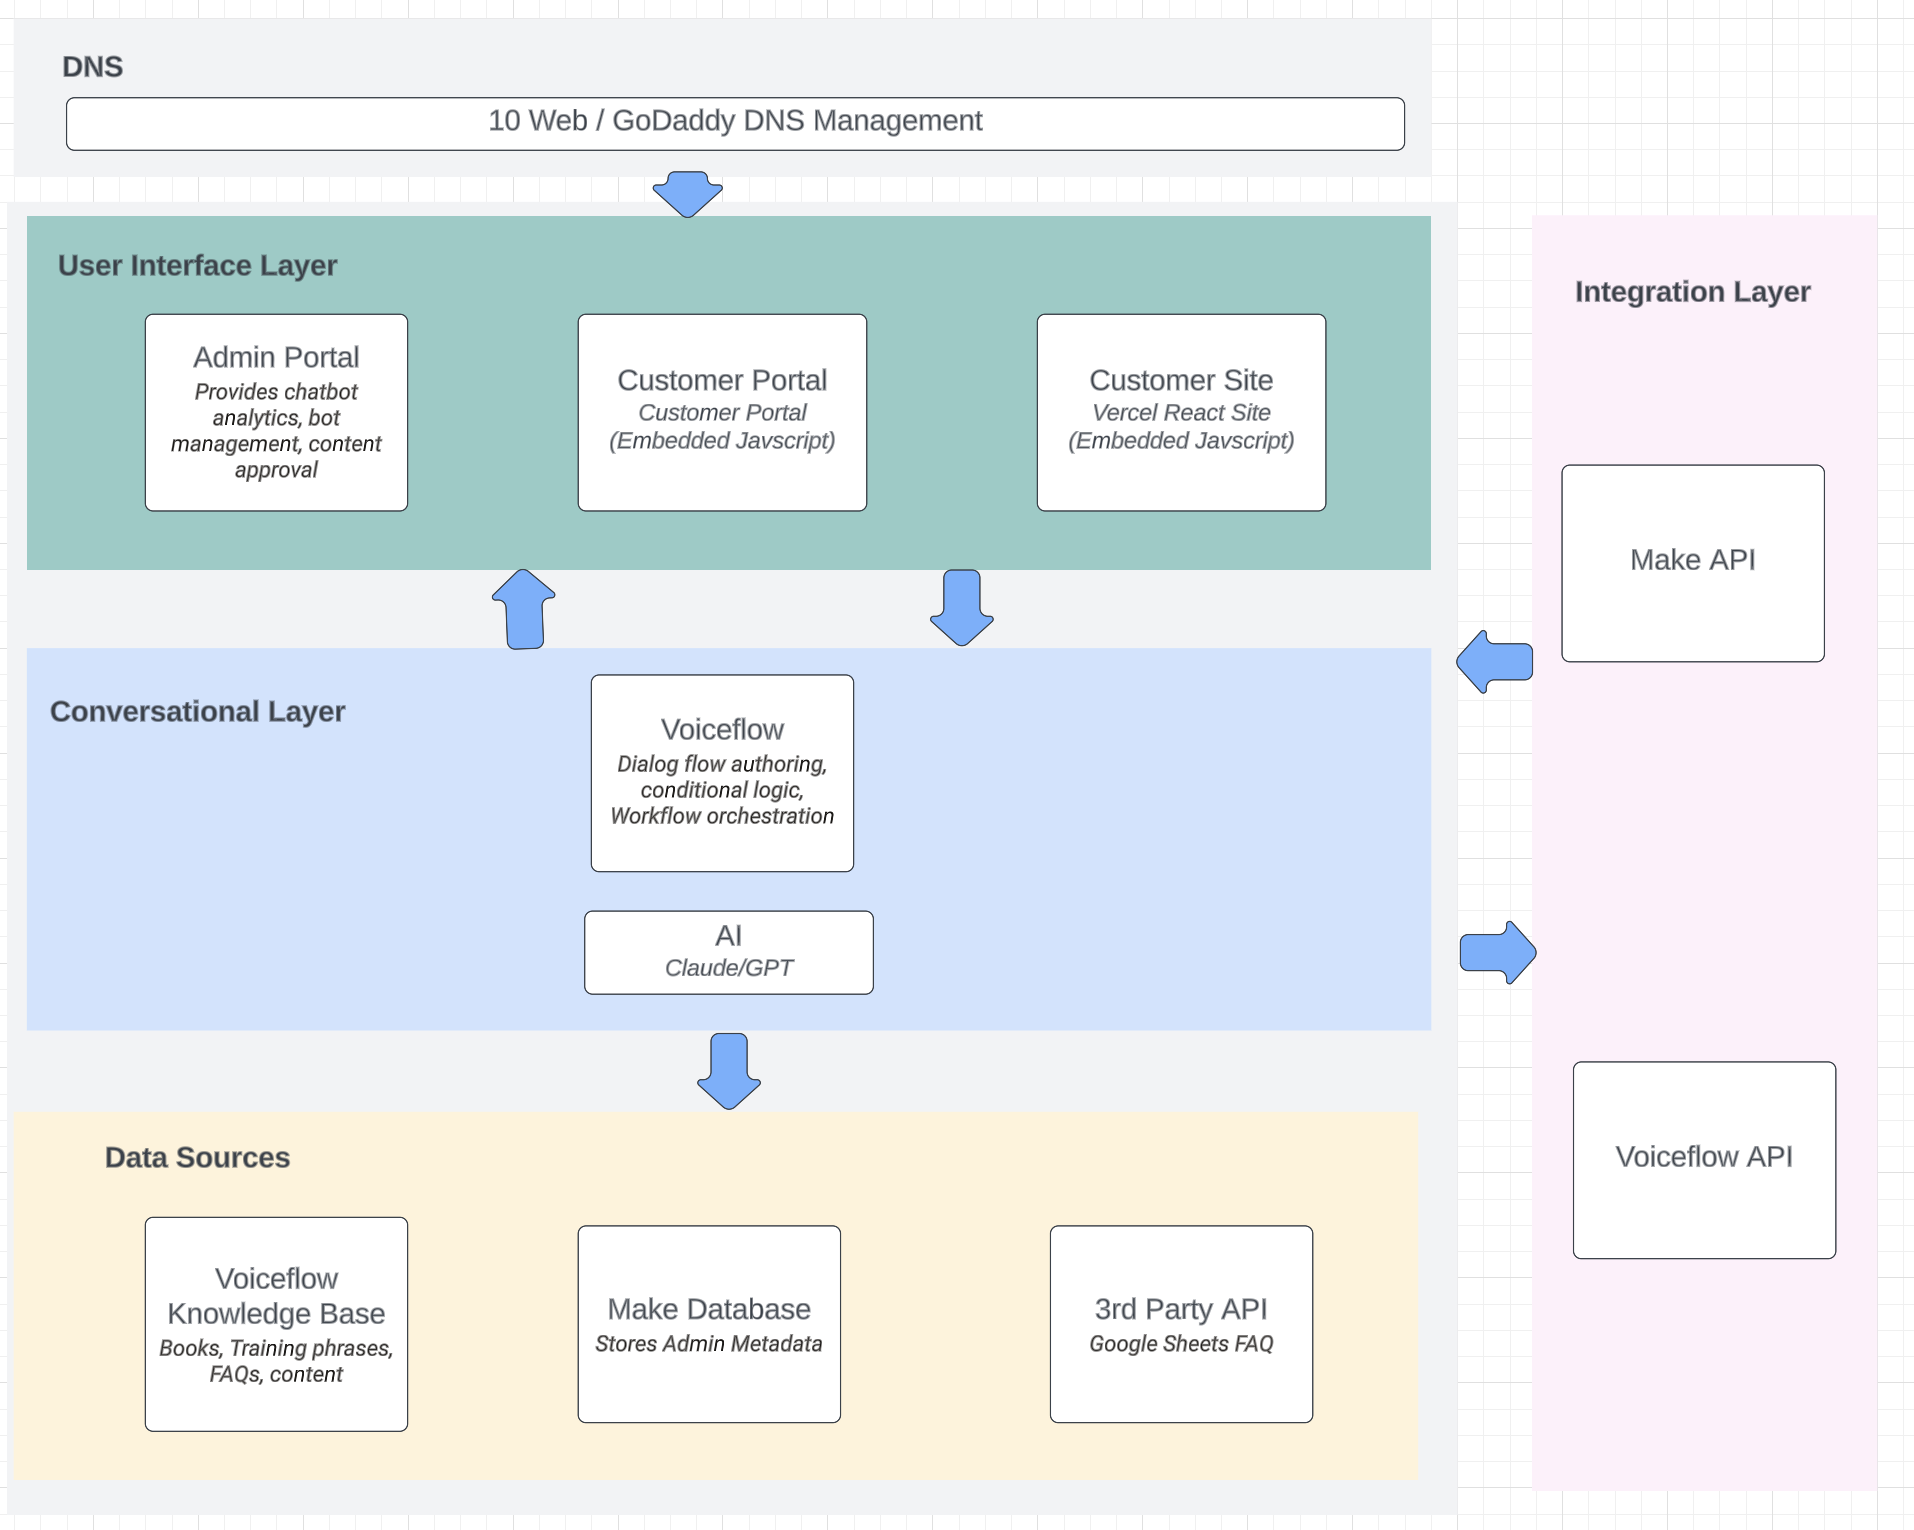 DNS
10 Web / GoDaddy DNS Management
User Interface Layer
Admin Portal
Provides chatbot
analytics, bot
management, content
approval
Customer Portal
Customer Portal
(Embedded Javscript)
Customer Site
Vercel React Site
(Embedded Javscript)
Integration Layer
Make API
Voiceflow API
Conversational Layer
Voiceflow
Dialog flow authoring,
conditional logic,
Workflow orchestration
AI
Claude/GPT
Data Sources
Voiceflow
Knowledge Base
Books, Training phrases,
FAQs, content
Make Database
Stores Admin Metadata
3rd Party API
Google Sheets FAQ